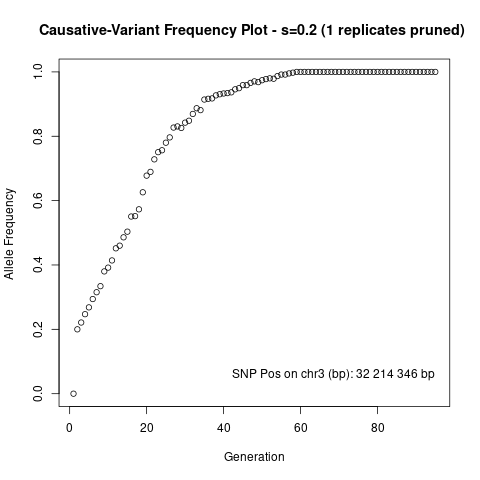 Causative-Variant Frequency Plot - s=0.2 (1 replicates pruned)
1.0
0.8
0.6
0.4
0.2
0.0
Allele Frequency
SNP Pos on chr3 (bp): 32 214 346 bp
0 20 40 60 80
Generation